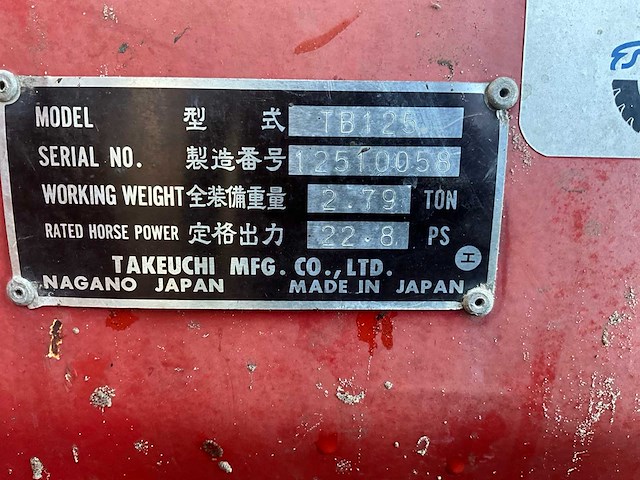 MODEL 型 式 TB125
SERIAL NO. 製造番号 12510058
WORKING WEIGHT 全装備重量 2.79 TON
RATED HORSE POWER 定格出力 22.8 PS
TAKEUCHI MFG. CO., LTD. エ
NAGANO JAPAN MADE IN JAPAN